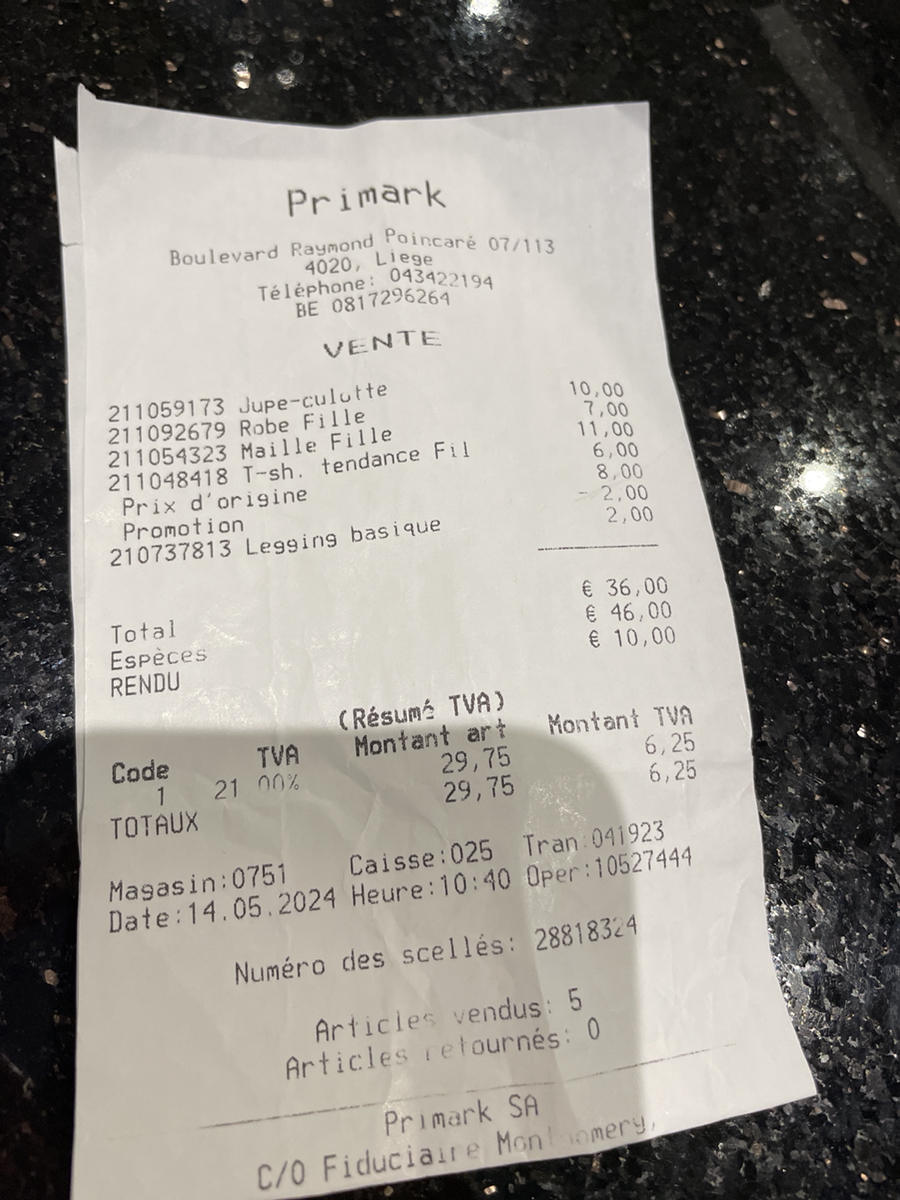 Primark
Boulevard Raymond Poincaré 07/113
4020, Liege
Téléphone: 043422194
BE 0817296264
VENTE
211059173 Jupe-culotte 10,00
211092679 Robe Fille 7,00
211054323 Maille Fille 11,00
211048418 T-sh. tendance Fil 6,00
Prix d'origine 8,00
Promotion - 2,00
210737813 Legging basique 2,00
Total € 36,00
Espèces € 46,00
RENDU € 10,00
(Résumé TVA)
Code TVA Montant art Montant TVA
1 21 00% 29,75 6,25
TOTAUX 29,75 6,25
Magasin:0751 Caisse:025 Tran:041923
Date:14.05.2024 Heure:10:40 Oper:10527444
Numéro des scellés: 28818324
Articles vendus: 5
Articles retournés: 0
Primark SA
C/O Fiduciaire Montgomery,